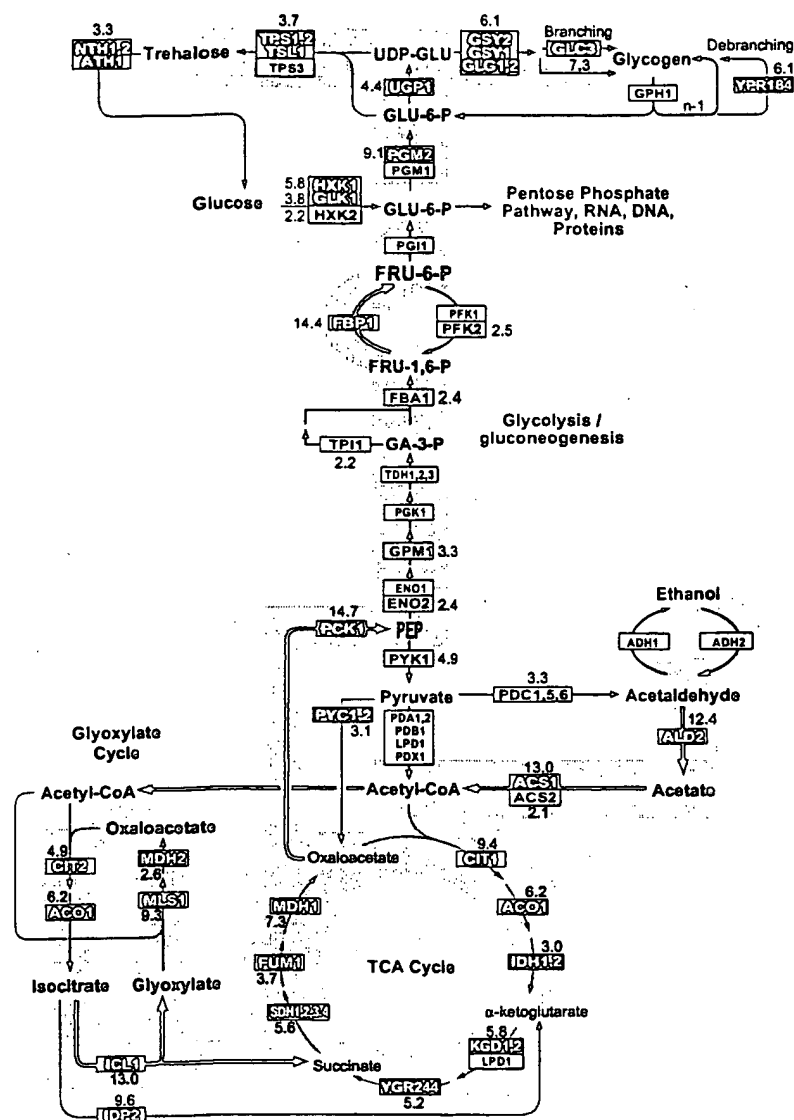 3.3
NTH1-2
ATH1
Trehalose
3.7
TPS1-2
TSL1
TPS3
UDP-GLU
6.1
GSY2
GSY1
GLG1-2
Branching
GLC3
7.3
Glycogen
Debranching
6.1
YPR184
GPH1
n-1
4.4 UGP1
GLU-6-P
9.1 PGM2
PGM1
Glucose
5.8 HXK1
3.8 GLK1
2.2 HXK2
GLU-6-P
Pentose Phosphate
Pathway, RNA, DNA,
Proteins
PGI1
FRU-6-P
14.4 FBP1
PFK1
PFK2 2.5
FRU-1,6-P
FBA1 2.4
Glycolysis /
gluconeogenesis
TPI1
2.2
GA-3-P
TDH1,2,3
PGK1
GPM1 3.3
ENO1
ENO2 2.4
Ethanol
ADH1
ADH2
14.7
PCK1
PEP
PYK1 4.9
Pyruvate
3.3
PDC1,5,6
Acetaldehyde
12.4
ALD2
PYC1-2
3.1
PDA1,2
PDB1
LPD1
PDX1
Glyoxylate
Cycle
Acetyl-CoA
Acetyl-CoA
13.0
ACS1
ACS2
2.1
Acetate
Oxaloacetate
4.9
CIT2
MDH2
2.6
Oxaloacetate
9.4
CIT1
6.2
ACO1
MLS1
9.3
MDH1
7.3
6.2
ACO1
3.0
IDH1-2
TCA Cycle
FUM1
3.7
Isocitrate
Glyoxylate
α-ketoglutarate
SDH1-2-3-4
5.6
5.8
KGD1-2
LPD1
ICL1
13.0
Succinate
YGR244
5.2
9.6
IDP2